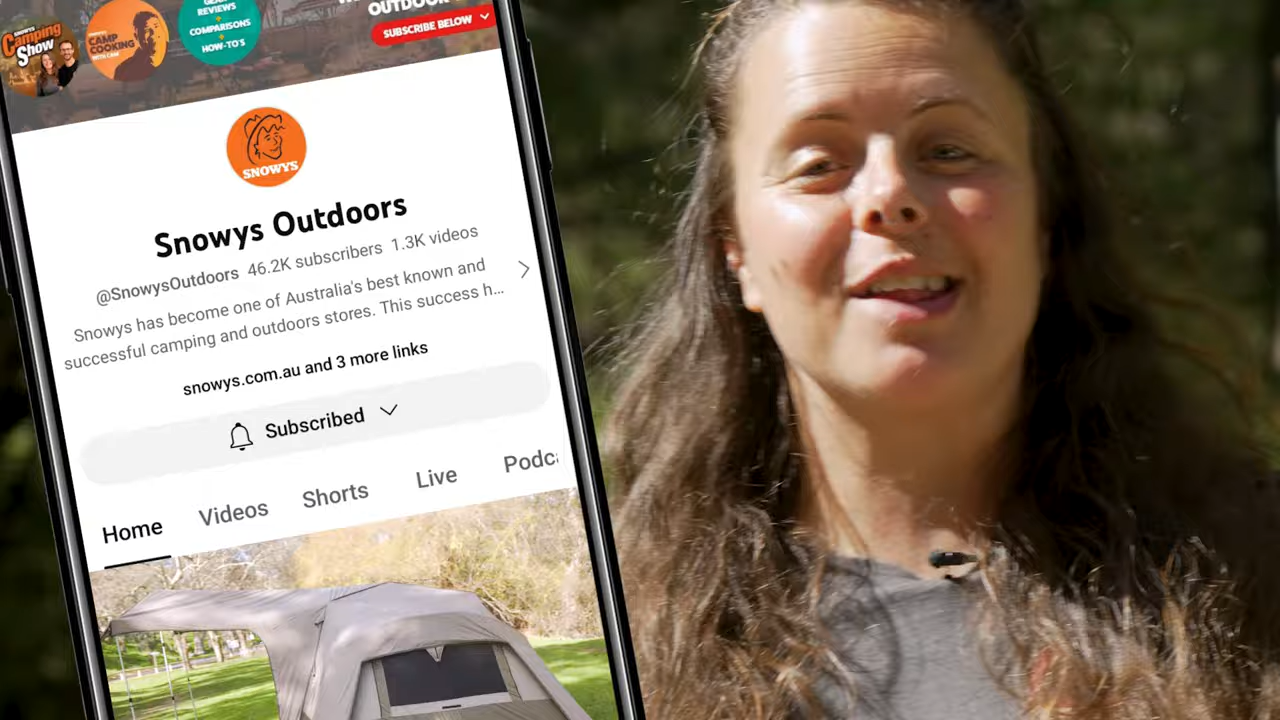 SNOWYS
Camping
Show
CAMP
COOKING
REVIEWS
+
COMPARISONS
+
HOW-TO'S
OUTDOOR
SUBSCRIBE BELOW
SNOWYS
Snowys Outdoors
@SnowysOutdoors 46.2K subscribers 1.3K videos
Snowys has become one of Australia's best known and
successful camping and outdoors stores. This success h...
snowys.com.au and 3 more links
Subscribed
Home Videos Shorts Live